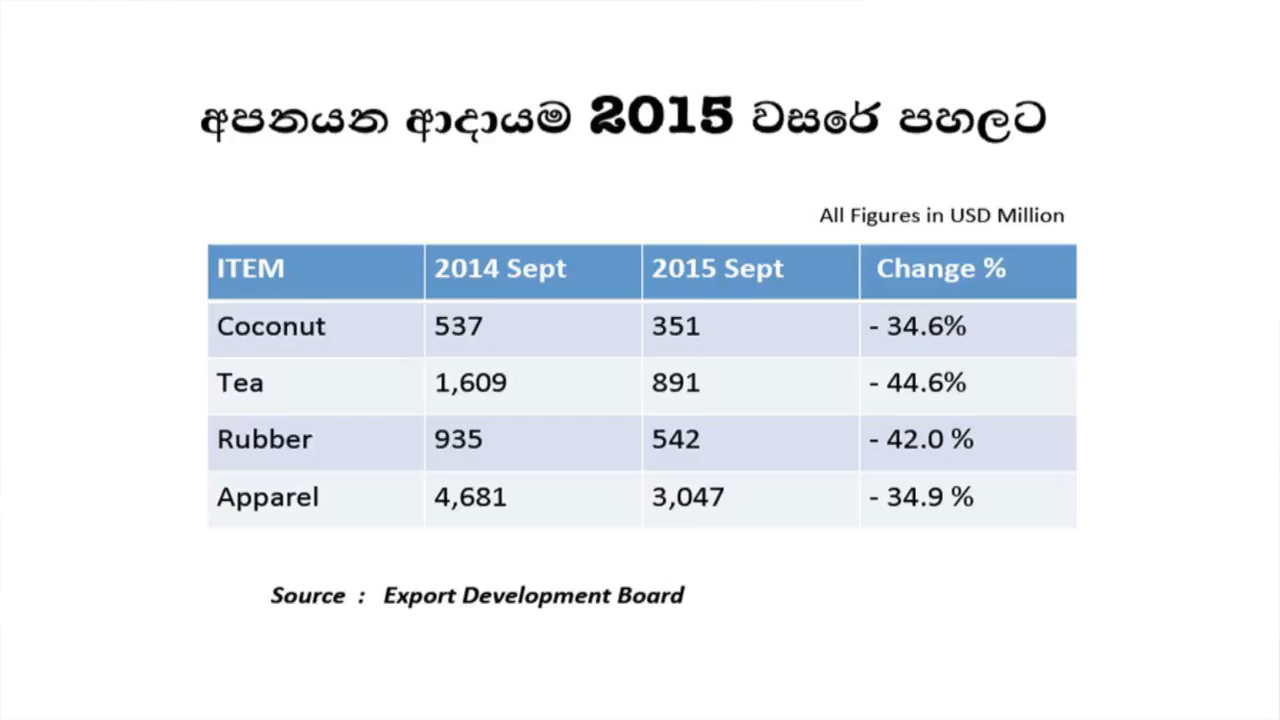 අපනයන ආදායම 2015 වසරේ පහලට
All Figures in USD Million
ITEM 2014 Sept 2015 Sept Change %
Coconut 537 351 - 34.6%
Tea 1,609 891 - 44.6%
Rubber 935 542 - 42.0 %
Apparel 4,681 3,047 - 34.9 %
Source : Export Development Board